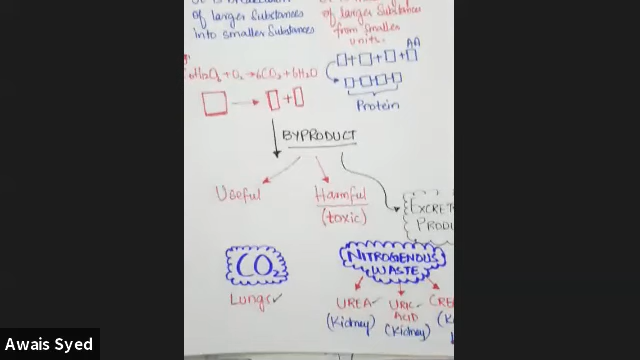 of larger substances
into smaller substances
of larger substances
from smaller
units.
AA
6H₁₂O₆ + O₂ → 6CO₂ + 6H₂O
+
+ + +
Protein
BYPRODUCT
Useful
Harmful
(toxic)
EXCRET
PRODU
CO₂
Lungs ✓
NITROGENOUS
WASTE
UREA ✓
(Kidney)
URIC ✓
ACID
(Kidney)
CRE
(K
Awais Syed